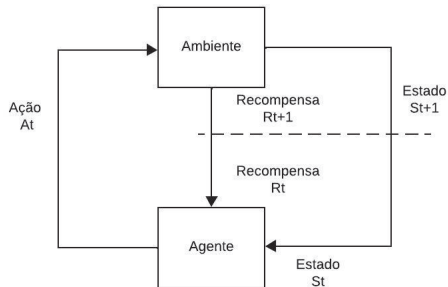 Ambiente
Ação
At
Recompensa
Rt+1
Estado
St+1
Recompensa
Rt
Agente
Estado
St